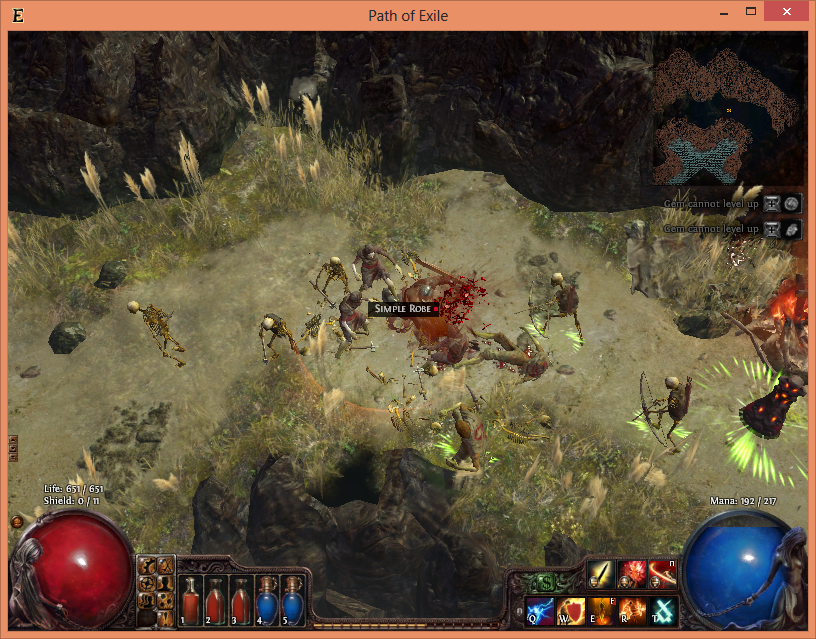 Path of Exile
Gem cannot level up
Gem cannot level up
Simple Robe
Life: 651 / 651
Shield: 0 / 11
Mana: 192 / 217
1 2 3 4 5
Q W E R T